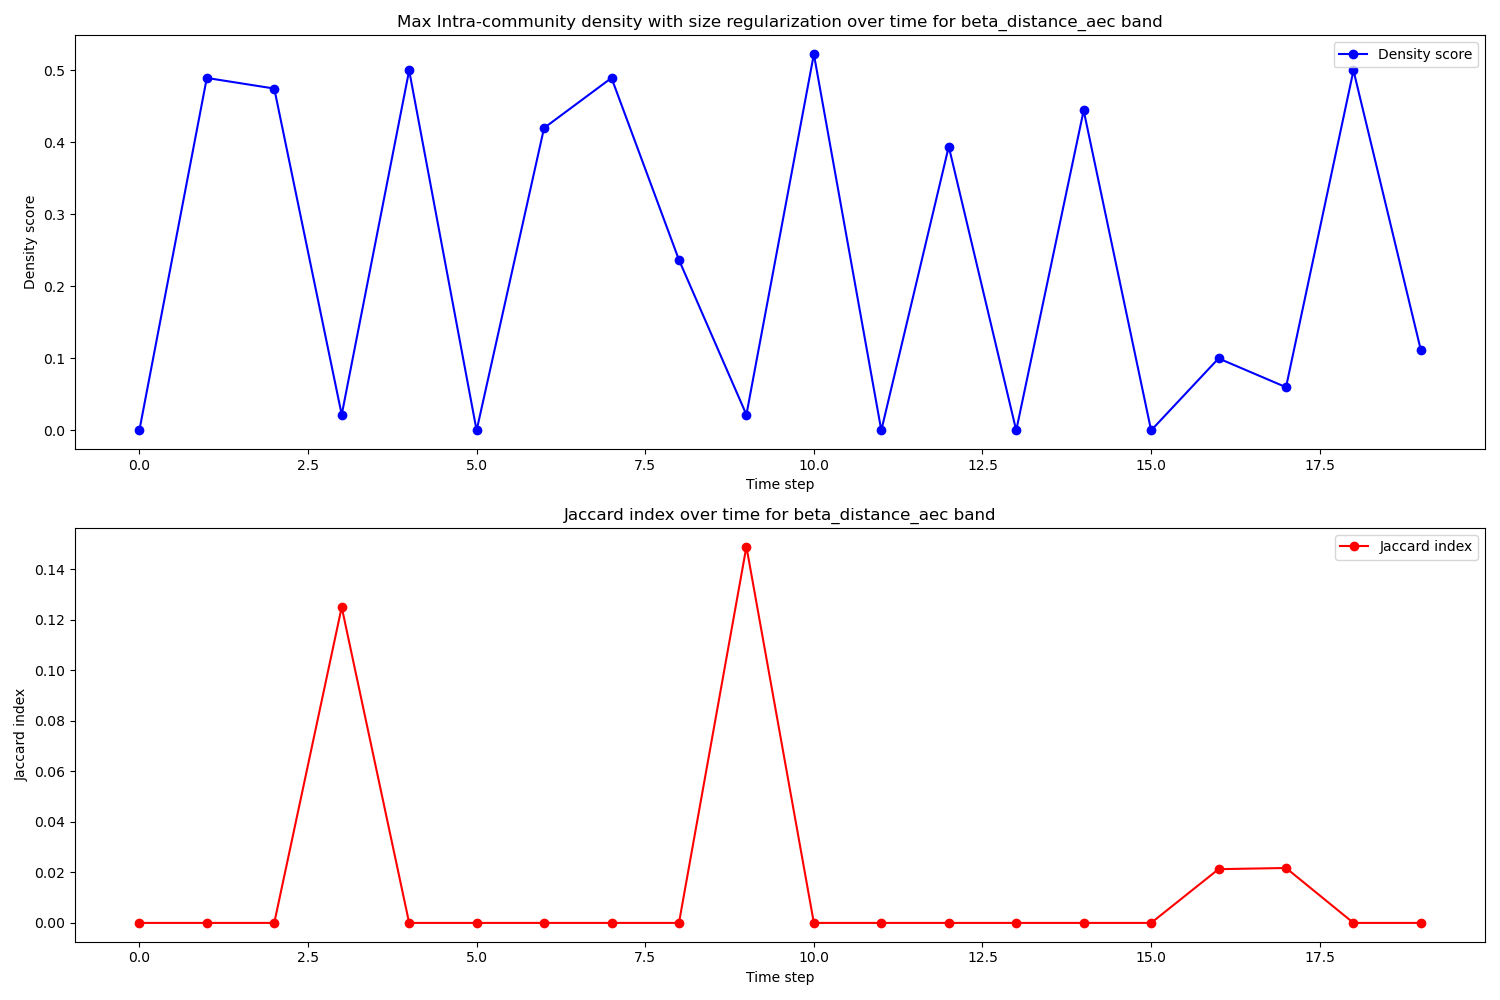 Max Intra-community density with size regularization over time for beta_distance_aec band
Density score
Density score
0.5
0.4
0.3
0.2
0.1
0.0
0.0 2.5 5.0 7.5 10.0 12.5 15.0 17.5
Time step
Jaccard index over time for beta_distance_aec band
Jaccard index
Jaccard index
0.14
0.12
0.10
0.08
0.06
0.04
0.02
0.00
0.0 2.5 5.0 7.5 10.0 12.5 15.0 17.5
Time step